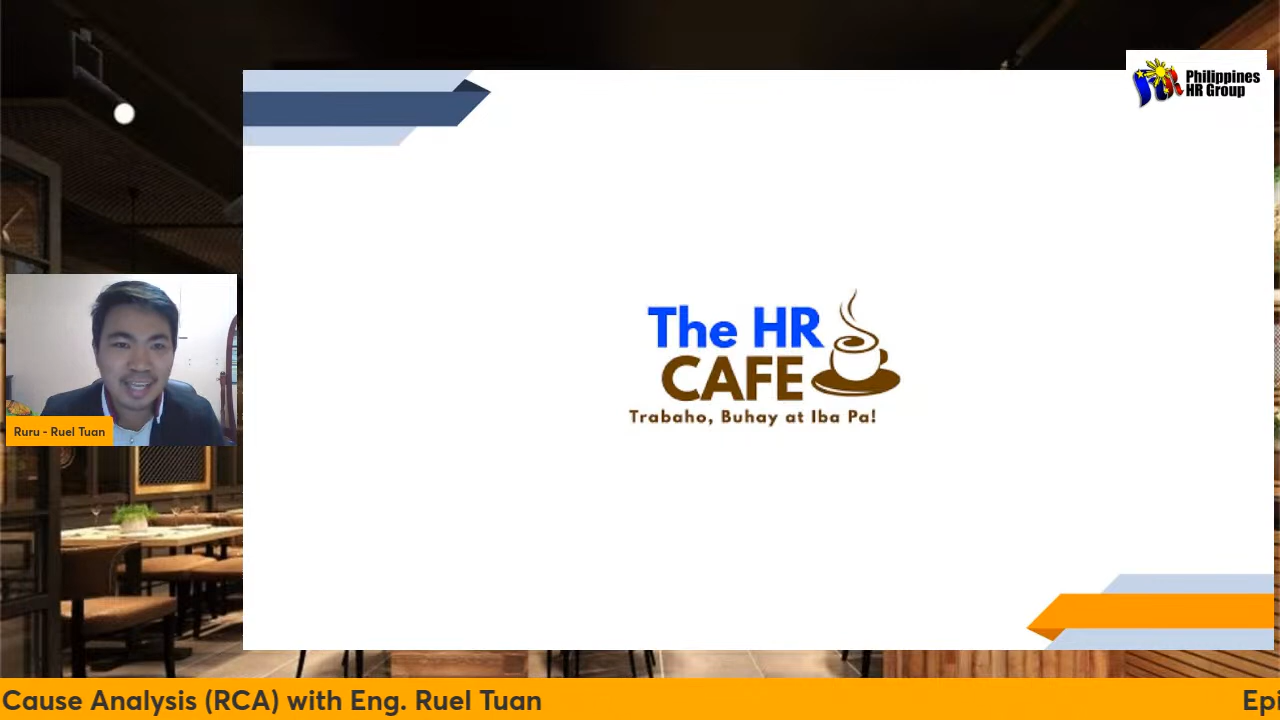 Philippines
HR Group
The HR
CAFE
Trabaho, Buhay at Iba Pa!
Ruru - Ruel Tuan
Cause Analysis (RCA) with Eng. Ruel Tuan
Epi